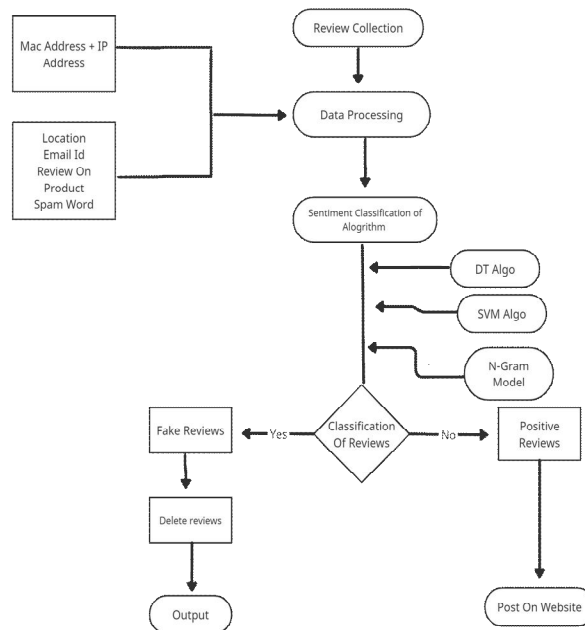 Review Collection
Mac Address + IP
Address
Data Processing
Location
Email Id
Review On
Product
Spam Word
Sentiment Classification of
Alogrithm
DT Algo
SVM Algo
N-Gram
Model
Classification
Of Reviews
Yes
No
Fake Reviews
Positive
Reviews
Delete reviews
Output
Post On Website